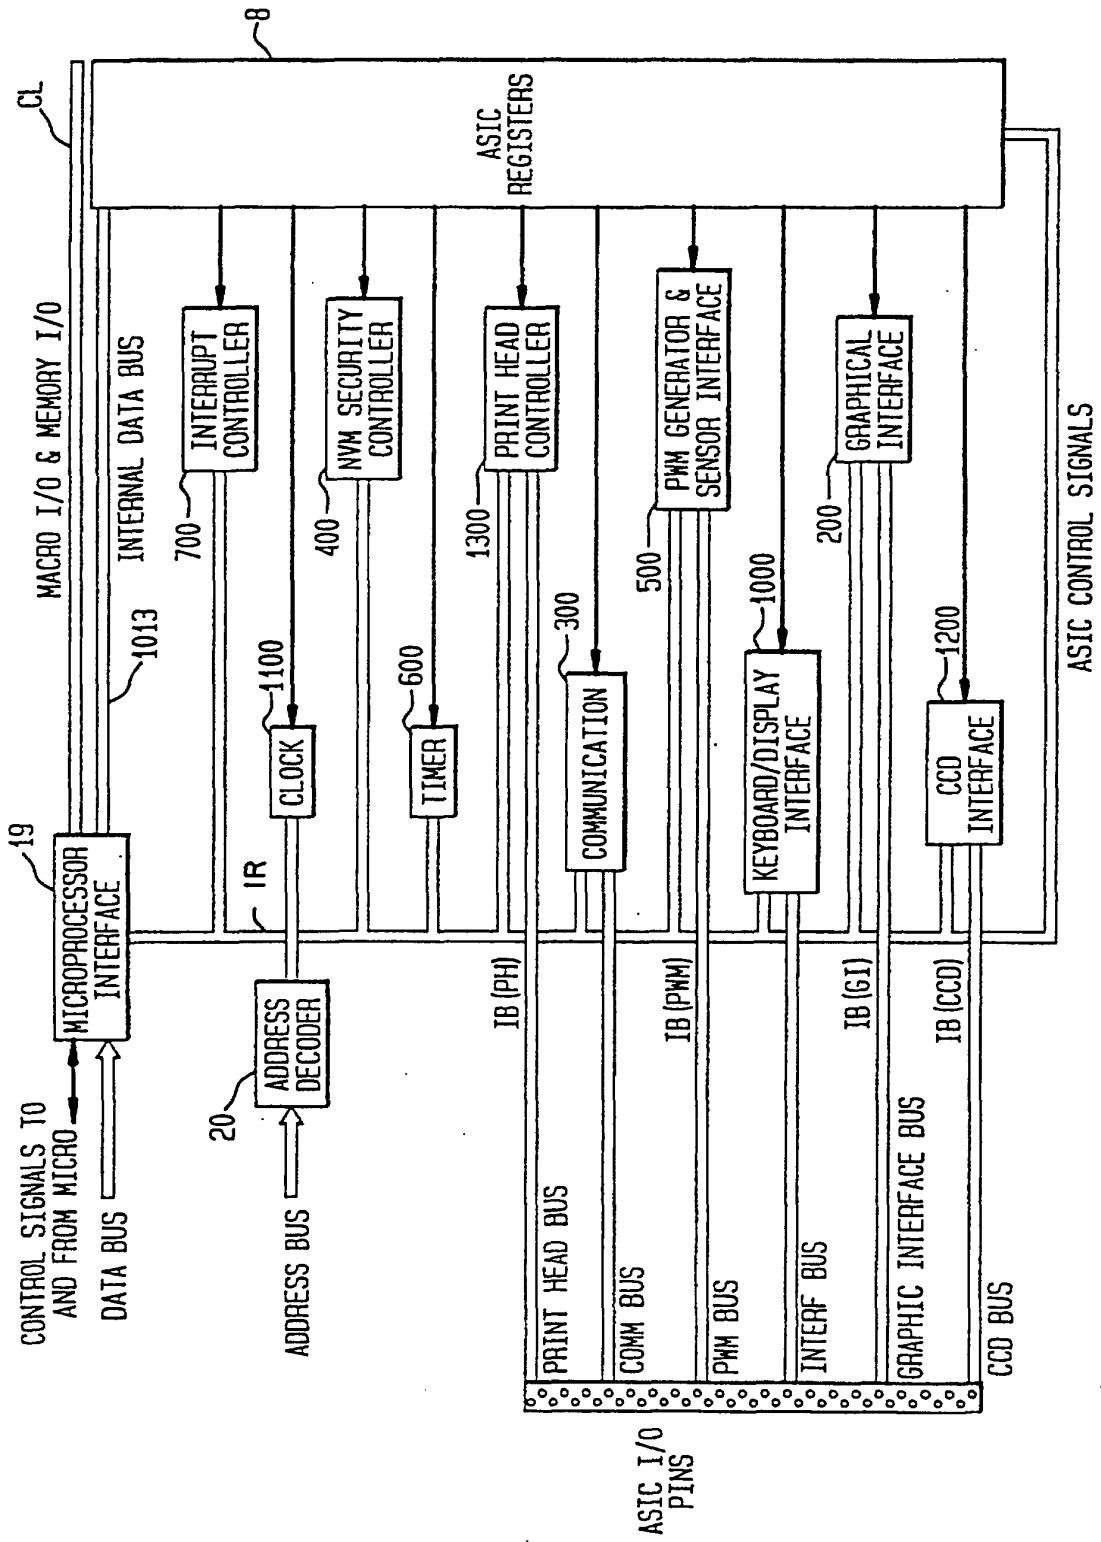 CONTROL SIGNALS TO
AND FROM MICRO
DATA BUS
19
MICROPROCESSOR
INTERFACE
MACRO I/O & MEMORY I/O
CL
1013
INTERNAL DATA BUS
8
ASIC
REGISTERS
700
INTERRUPT
CONTROLLER
ADDRESS BUS
20
ADDRESS
DECODER
IR
1100
CLOCK
400
NVM SECURITY
CONTROLLER
600
TIMER
1300
PRINT HEAD
CONTROLLER
IB(PH)
PRINT HEAD BUS
300
COMMUNICATION
COMM BUS
500
PWM GENERATOR &
SENSOR INTERFACE
IB(PWM)
PWM BUS
1000
KEYBOARD/DISPLAY
INTERFACE
INTERF BUS
200
GRAPHICAL
INTERFACE
IB(GI)
GRAPHIC INTERFACE BUS
1200
CCD
INTERFACE
IB(CCD)
CCD BUS
ASIC I/O
PINS
ASIC CONTROL SIGNALS